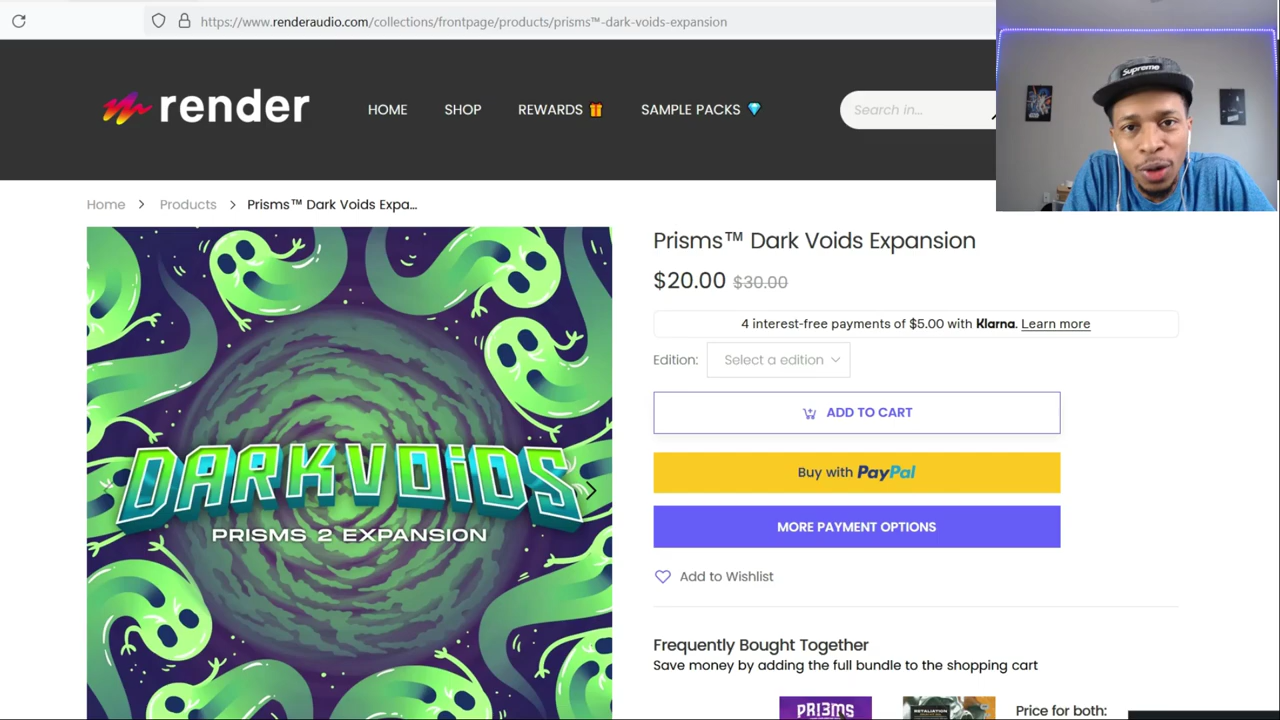 https://www.renderaudio.com/collections/frontpage/products/prisms™-dark-voids-expansion
render
HOME
SHOP
REWARDS 🎁
SAMPLE PACKS 💎
Search in...
Supreme
Home > Products > Prisms™ Dark Voids Expa...
DARKVOiDS
PRISMS 2 EXPANSION
Prisms™ Dark Voids Expansion
$20.00 $30.00
4 interest-free payments of $5.00 with Klarna. Learn more
Edition: Select a edition
ADD TO CART
Buy with PayPal
MORE PAYMENT OPTIONS
Add to Wishlist
Frequently Bought Together
Save money by adding the full bundle to the shopping cart
PRI3MS
RETALIATION
Price for both: